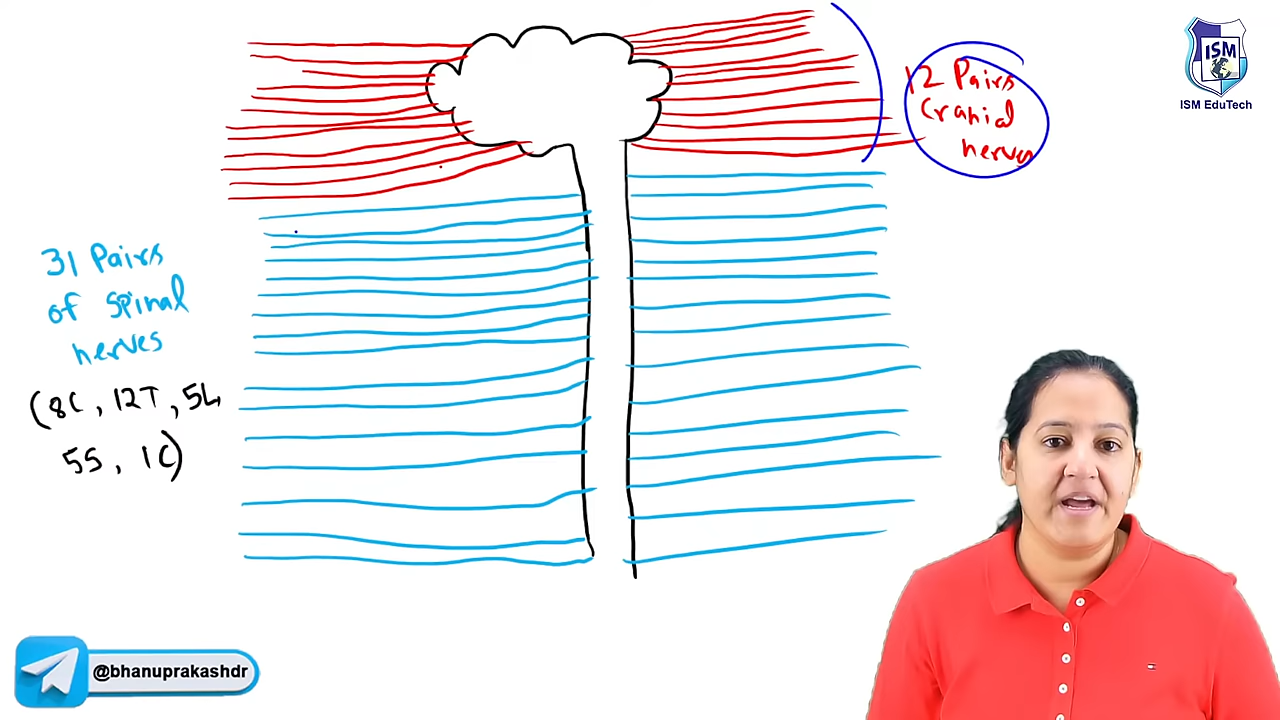 12 Pairs
Cranial
nerves
31 Pairs
of Spinal
nerves
(8C, 12T, 5L,
5S, 1C)
ISM
ISM EduTech
@bhanuprakashdr